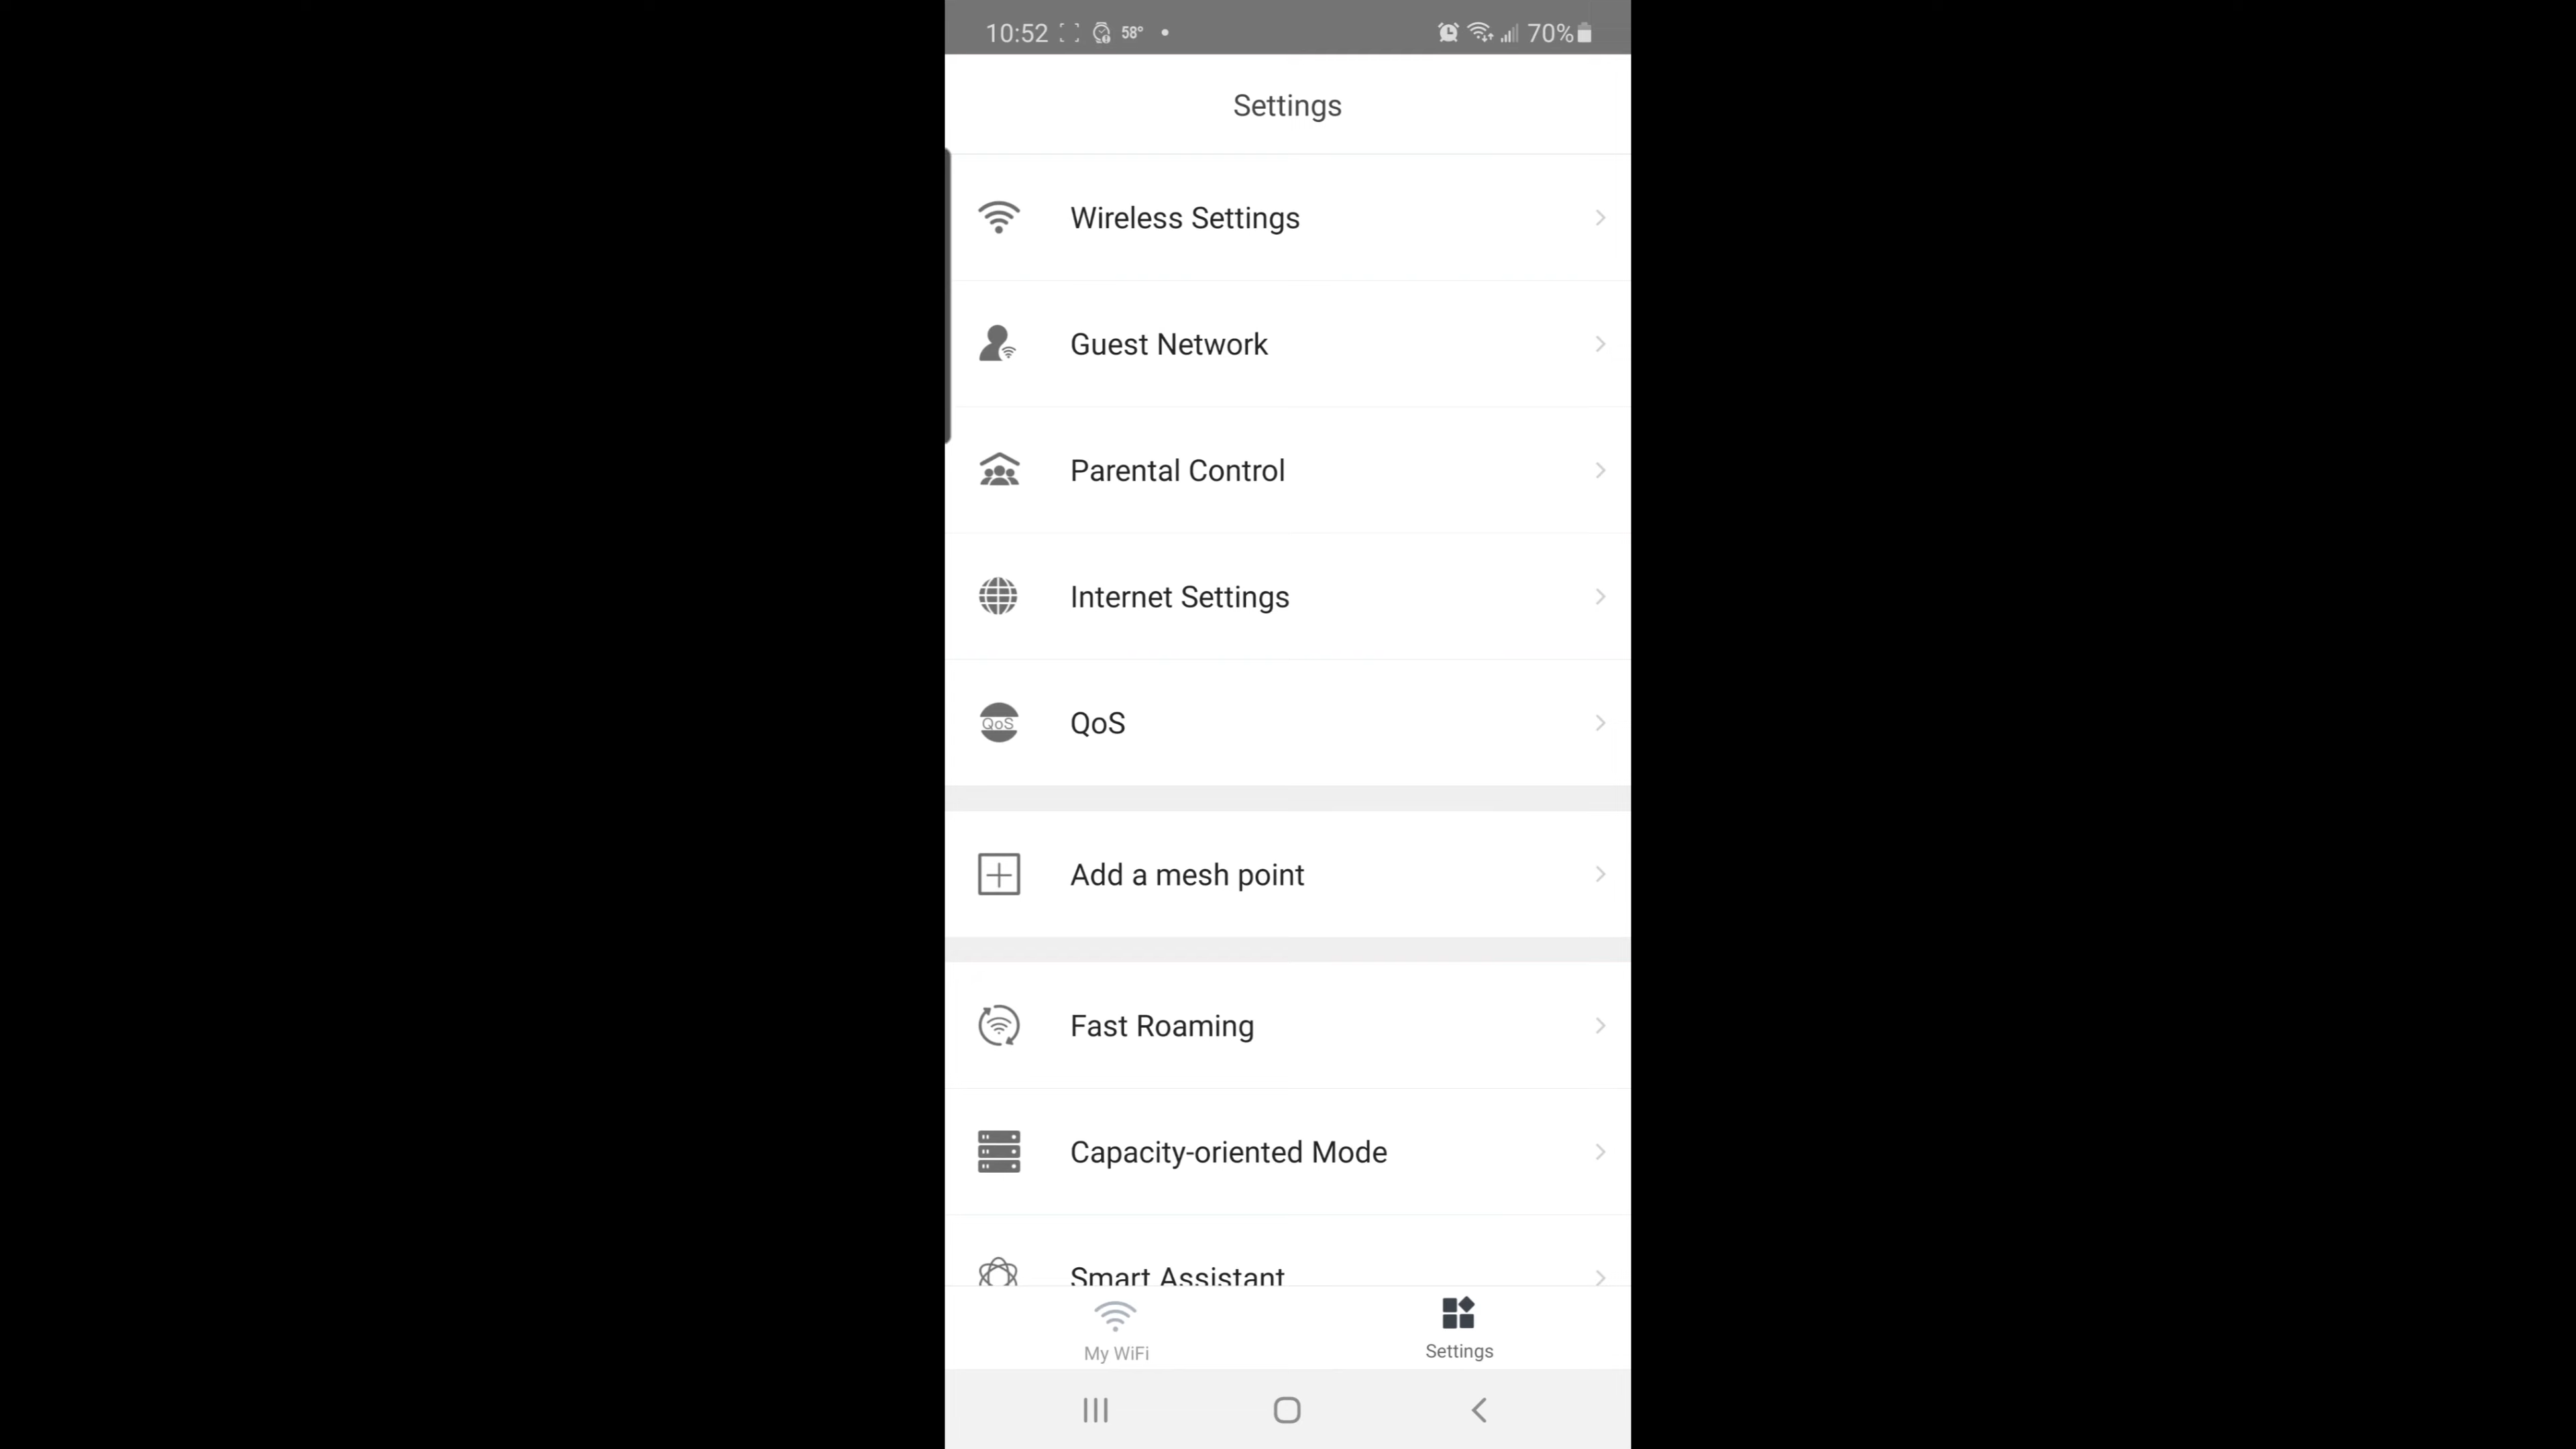 10:52 58° 70%
Settings
Wireless Settings
Guest Network
Parental Control
Internet Settings
QoS QoS
Add a mesh point
Fast Roaming
Capacity-oriented Mode
Smart Assistant
My WiFi
Settings